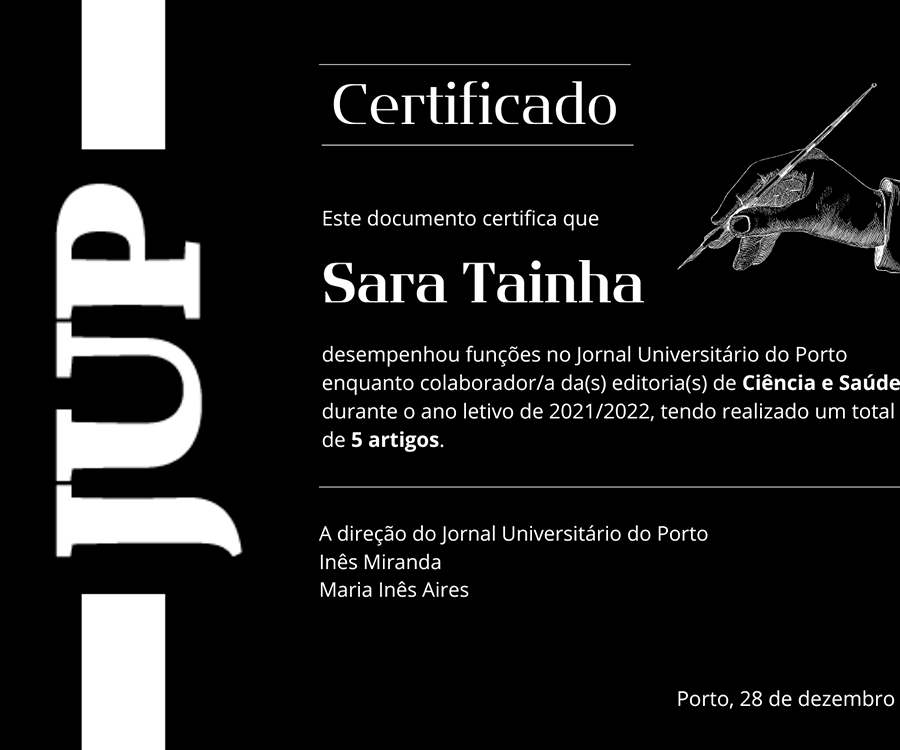 JUP
Certificado
Este documento certifica que
Sara Tainha
desempenhou funções no Jornal Universitário do Porto
enquanto colaborador/a da(s) editoria(s) de Ciência e Saúde
durante o ano letivo de 2021/2022, tendo realizado um total
de 5 artigos.
A direção do Jornal Universitário do Porto
Inês Miranda
Maria Inês Aires
Porto, 28 de dezembro